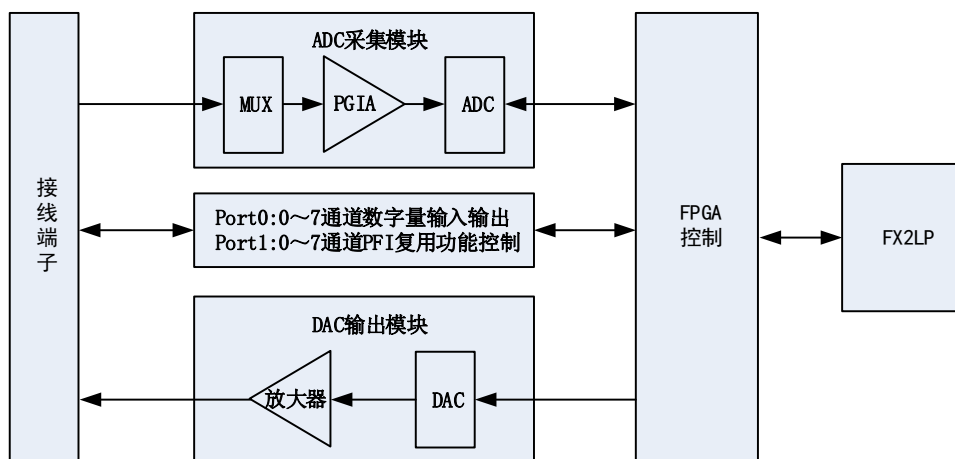 接线端子
ADC采集模块
MUX
PGIA
ADC
Port0:0～7通道数字量输入输出
Port1:0～7通道PFI复用功能控制
DAC输出模块
放大器
DAC
FPGA
控制
FX2LP